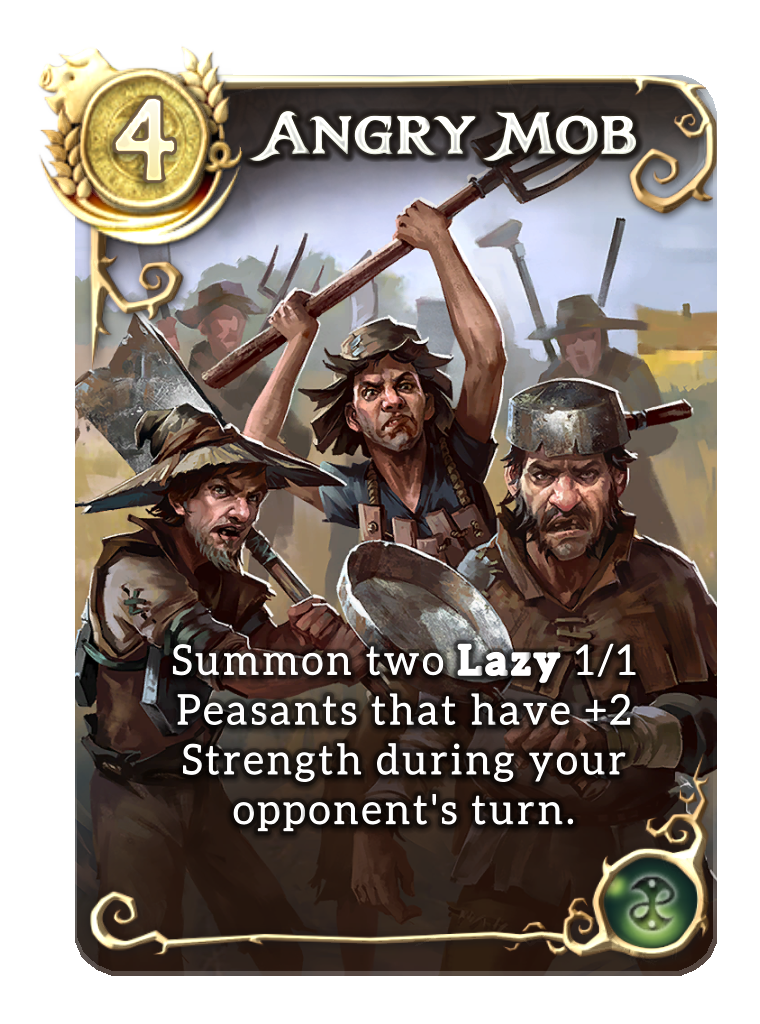 4
Angry Mob
Summon two Lazy 1/1
Peasants that have +2
Strength during your
opponent's turn.